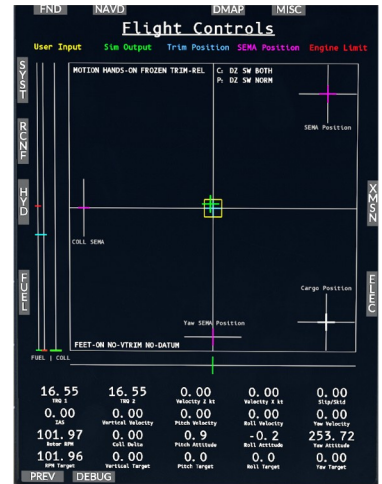 FND NAVD DMAP MISC
Flight Controls
User Input Sim Output Trim Position SEMA Position Engine Limit
SYST
RCNF
HYD
FUEL
XMSN
ELEC
MOTION HANDS-ON FROZEN TRIM-REL
C: DZ SW BOTH
P: DZ SW NORM
SEMA Position
COLL SEMA
Cargo Position
Yaw SEMA Position
FEET-ON NO-VTRIM NO-DATUM
FUEL | COLL
16.55 16.55 0.00 0.00 0.00
TRQ 1 TRQ 2 Velocity Z kt Velocity X kt Slip/Skid
0.00 0.00 0.00 0.00 0.00
IAS Vertical Velocity Pitch Velocity Roll Velocity Yaw Velocity
101.97 0.00 0.9 -0.2 253.72
Rotor RPM Coll Delta Pitch Attitude Roll Attitude Yaw Attitude
101.96 0.00 0.0 0.0 0.00
RPM Target Vertical Target Pitch Target Roll Target Yaw Target
PREV DEBUG